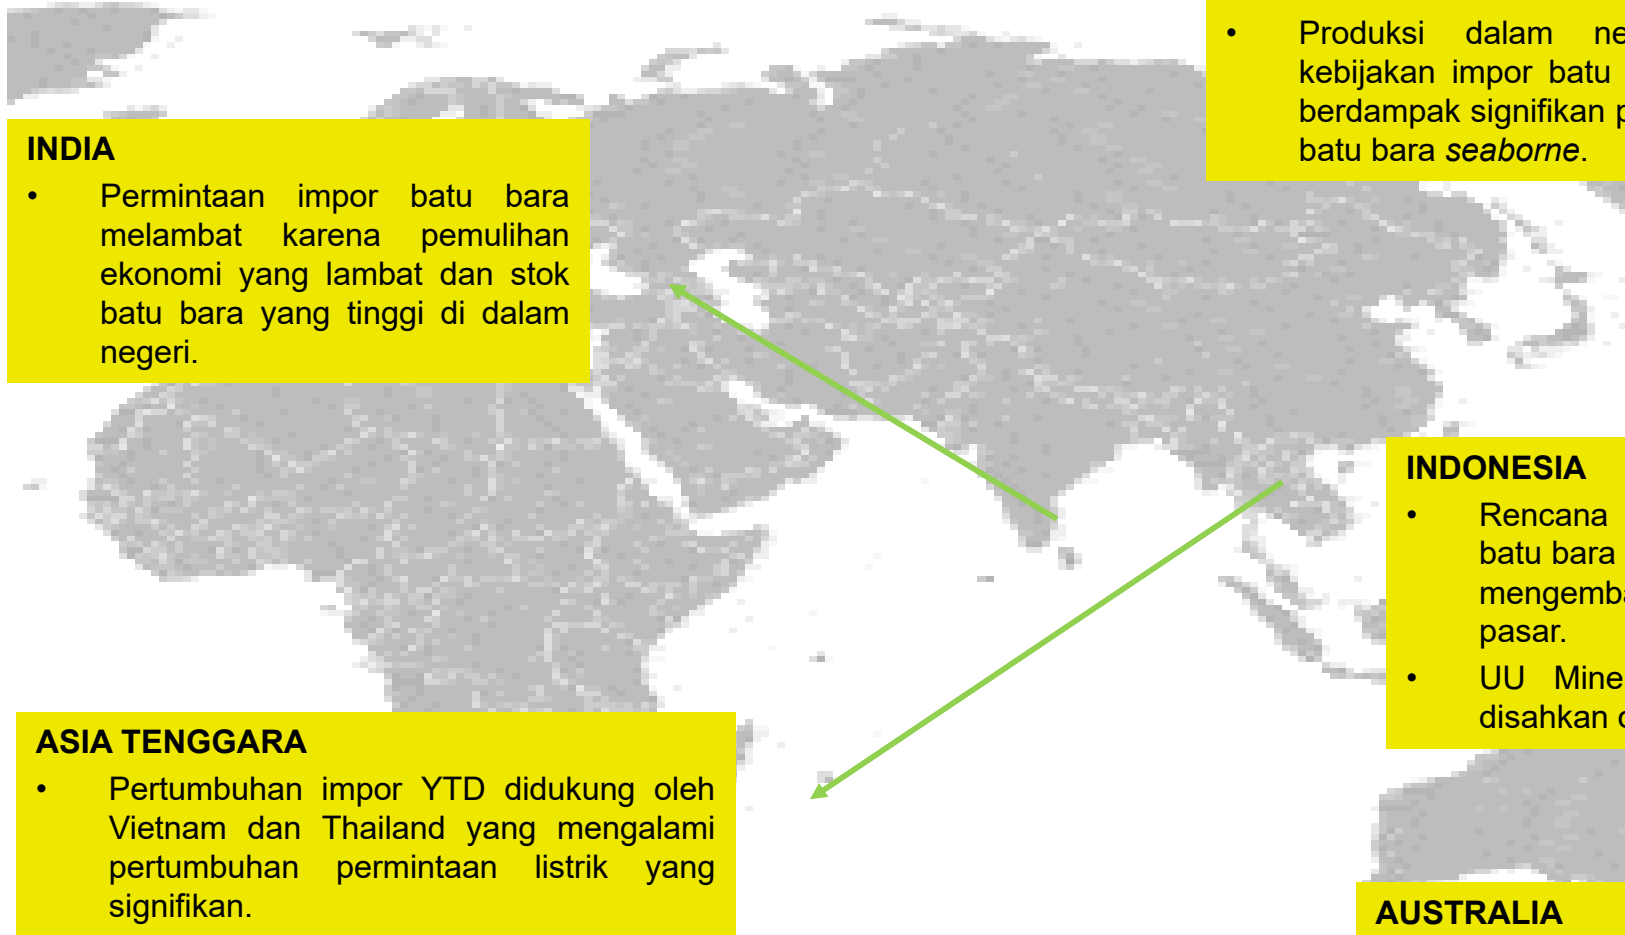 • Produksi dalam
kebijakan impor batu
berdampak signifikan
batu bara seaborne.
INDIA
• Permintaan impor batu bara
melambat karena pemulihan
ekonomi yang lambat dan stok
batu bara yang tinggi di dalam
negeri.
INDONESIA
• Rencana
batu bara
pasar.
• UU
disahkan
ASIA TENGGARA
• Pertumbuhan impor YTD didukung oleh
Vietnam dan Thailand yang mengalami
pertumbuhan permintaan listrik yang
signifikan.
AUSTRALIA